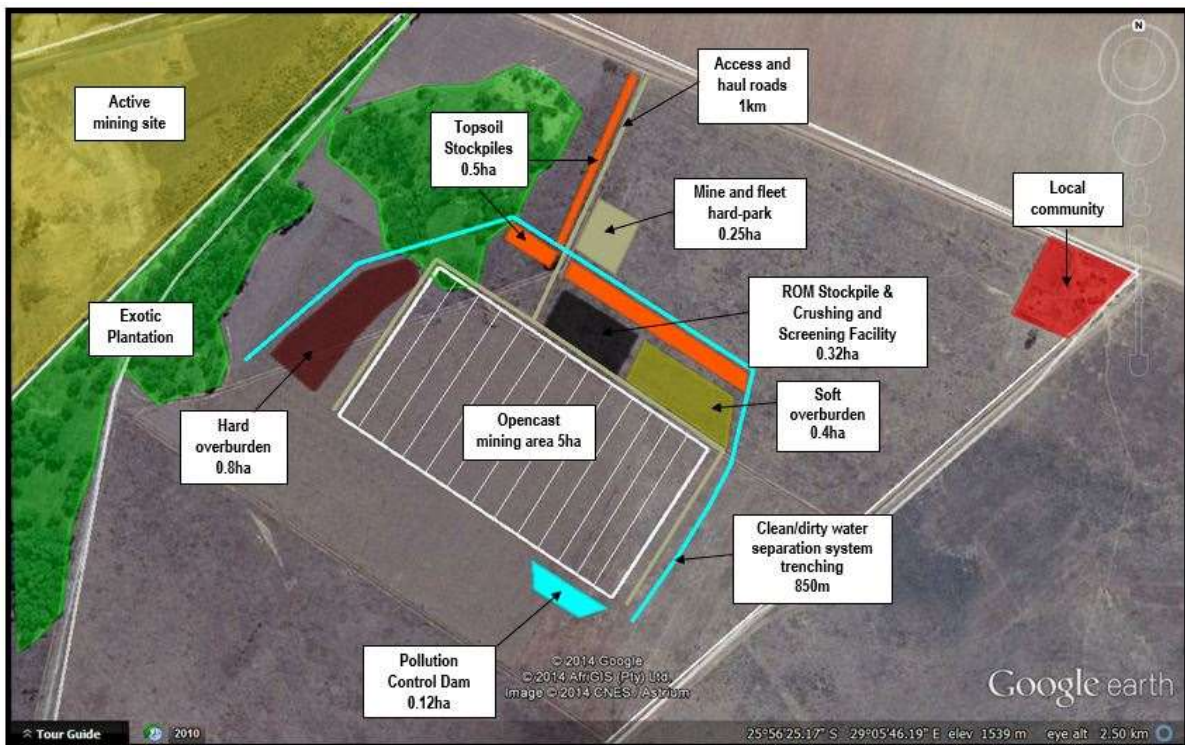 N
Access and
haul roads
1km
Active
mining site
Topsoil
Stockpiles
0.5ha
Mine and fleet
hard-park
0.25ha
Local
community
ROM Stockpile &
Crushing and
Screening Facility
0.32ha
Exotic
Plantation
Hard
overburden
0.8ha
Opencast
mining area 5ha
Soft
overburden
0.4ha
Clean/dirty water
separation system
trenching
850m
Pollution
Control Dam
0.12ha
© 2014 Google
© 2014 AfriGIS (Pty) Ltd.
Image © 2014 CNES / Astrium
Google earth
Tour Guide
2010
25°56'25.17" S 29°05'46.19" E elev 1539 m eye alt 2.50 km